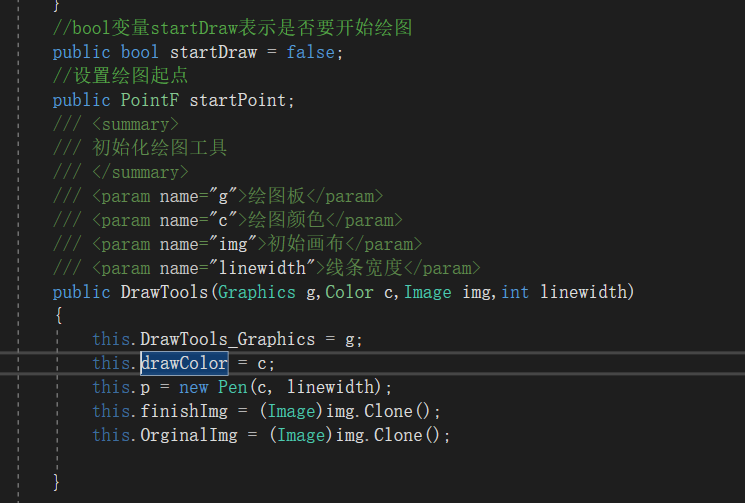 }
//bool变量startDraw表示是否要开始绘图
public bool startDraw = false;
//设置绘图起点
public PointF startPoint;
/// <summary>
/// 初始化绘图工具
/// </summary>
/// <param name="g">绘图板</param>
/// <param name="c">绘图颜色</param>
/// <param name="img">初始画布</param>
/// <param name="linewidth">线条宽度</param>
public DrawTools(Graphics g,Color c,Image img,int linewidth)
{
this.DrawTools_Graphics = g;
this.drawColor = c;
this.p = new Pen(c, linewidth);
this.finishImg = (Image)img.Clone();
this.OrginalImg = (Image)img.Clone();
}